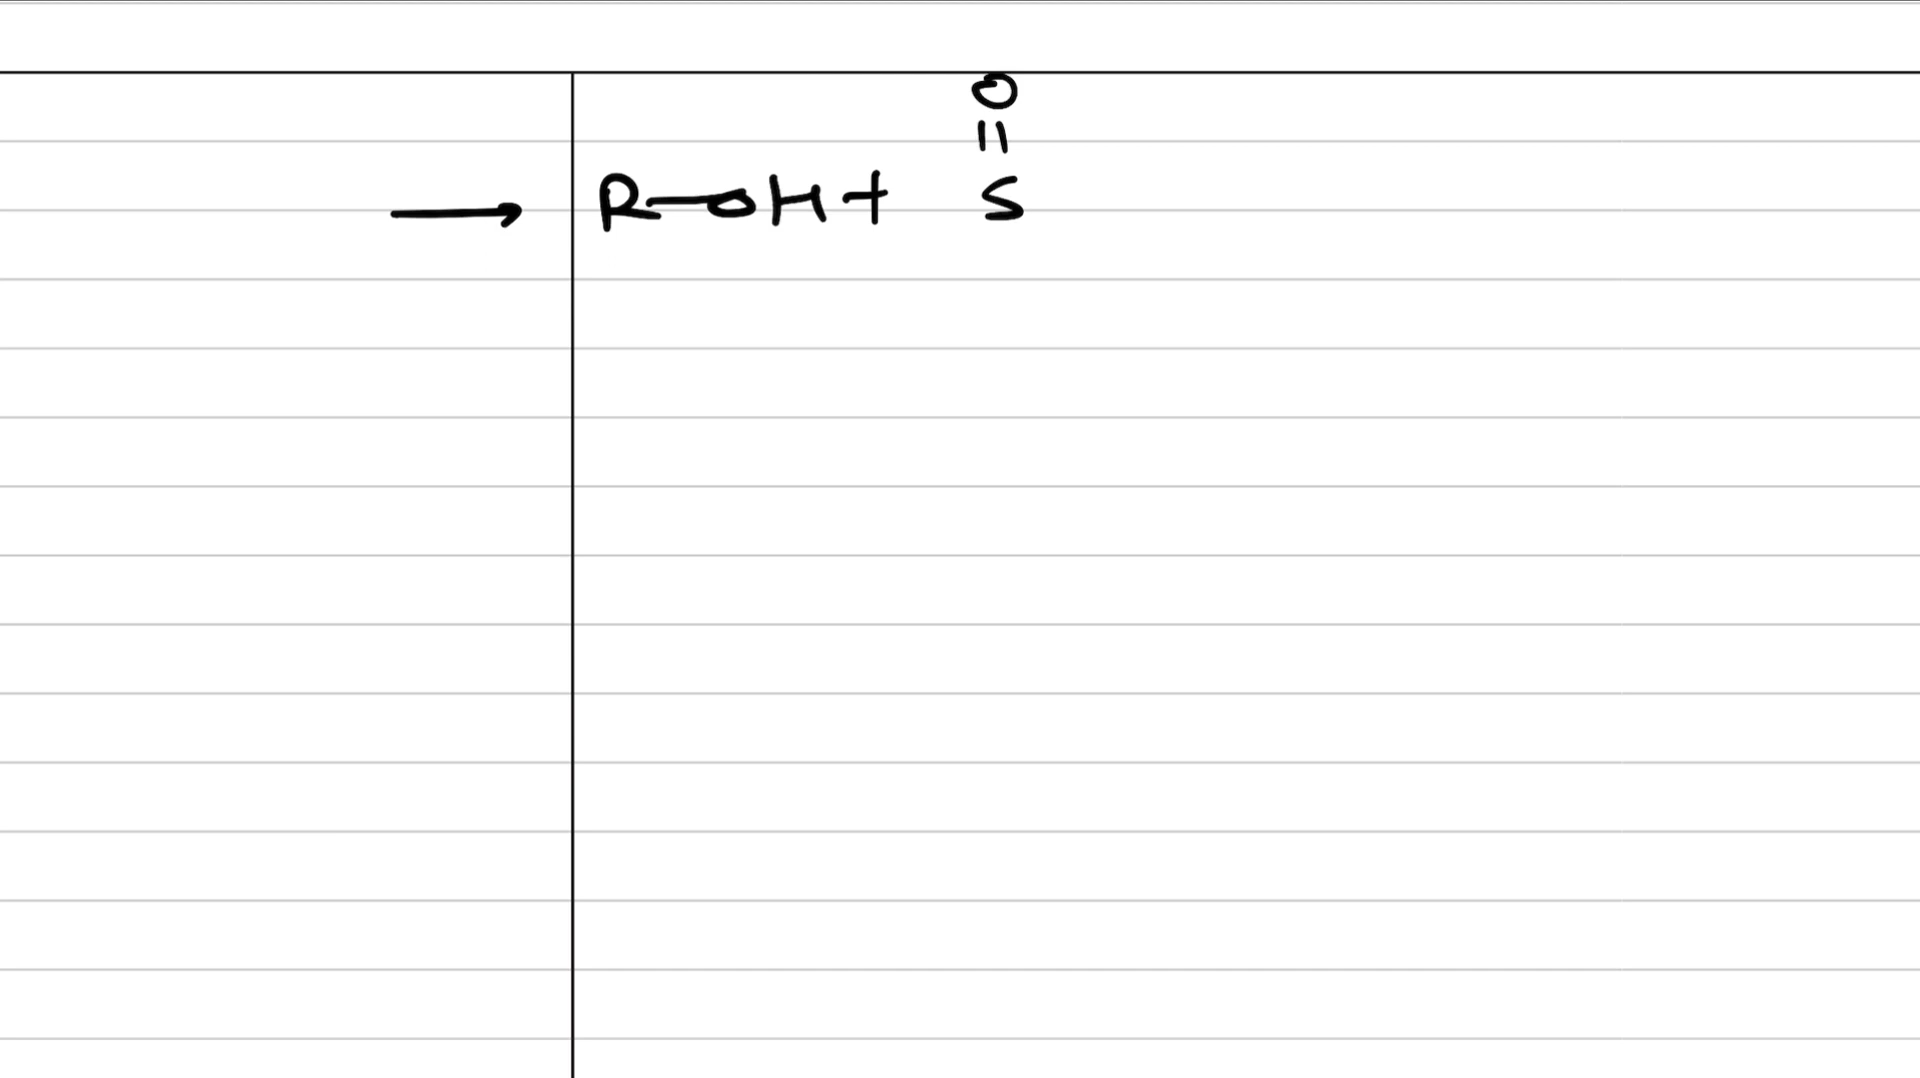 O
||
→ R—OH + S